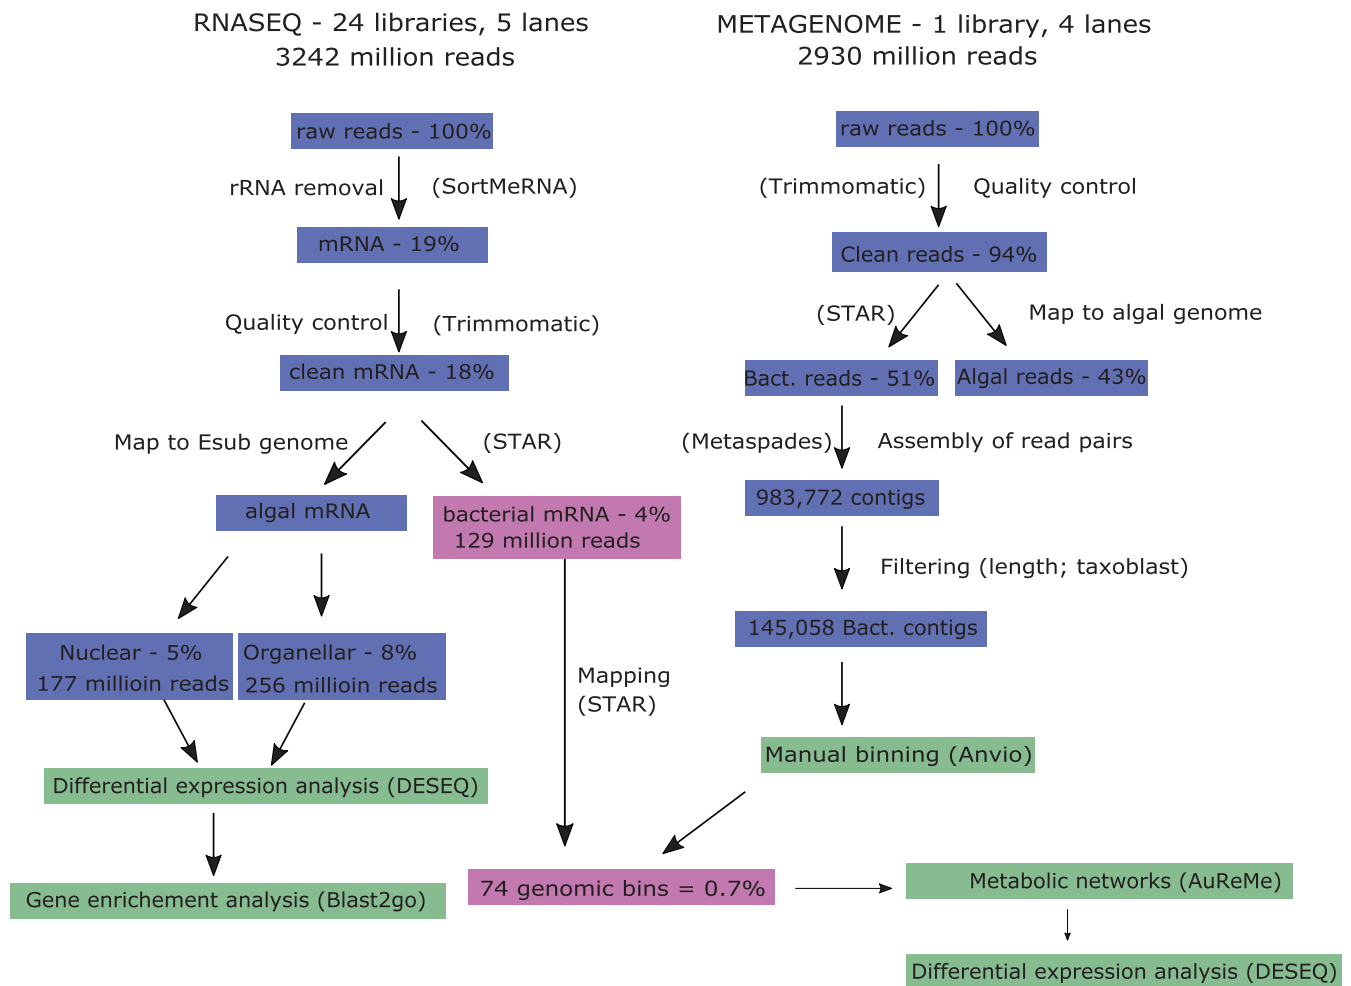 RNASEQ - 24 libraries, 5 lanes
3242 million reads
raw reads - 100%
rRNA removal
(SortMeRNA)
mRNA - 19%
Quality control
(Trimmomatic)
clean mRNA - 18%
Map to Esub genome
(STAR)
algal mRNA
bacterial mRNA - 4%
129 million reads
Nuclear - 5%
177 millioin reads
Organellar - 8%
256 millioin reads
Mapping
(STAR)
Differential expression analysis (DESEQ)
Gene enrichement analysis (Blast2go)
METAGENOME - 1 library, 4 lanes
2930 million reads
raw reads - 100%
(Trimmomatic)
Quality control
Clean reads - 94%
(STAR)
Map to algal genome
Bact. reads - 51%
Algal reads - 43%
(Metaspades)
Assembly of read pairs
983,772 contigs
Filtering (length; taxoblast)
145,058 Bact. contigs
Manual binning (Anvio)
74 genomic bins = 0.7%
Metabolic networks (AuReMe)
Differential expression analysis (DESEQ)